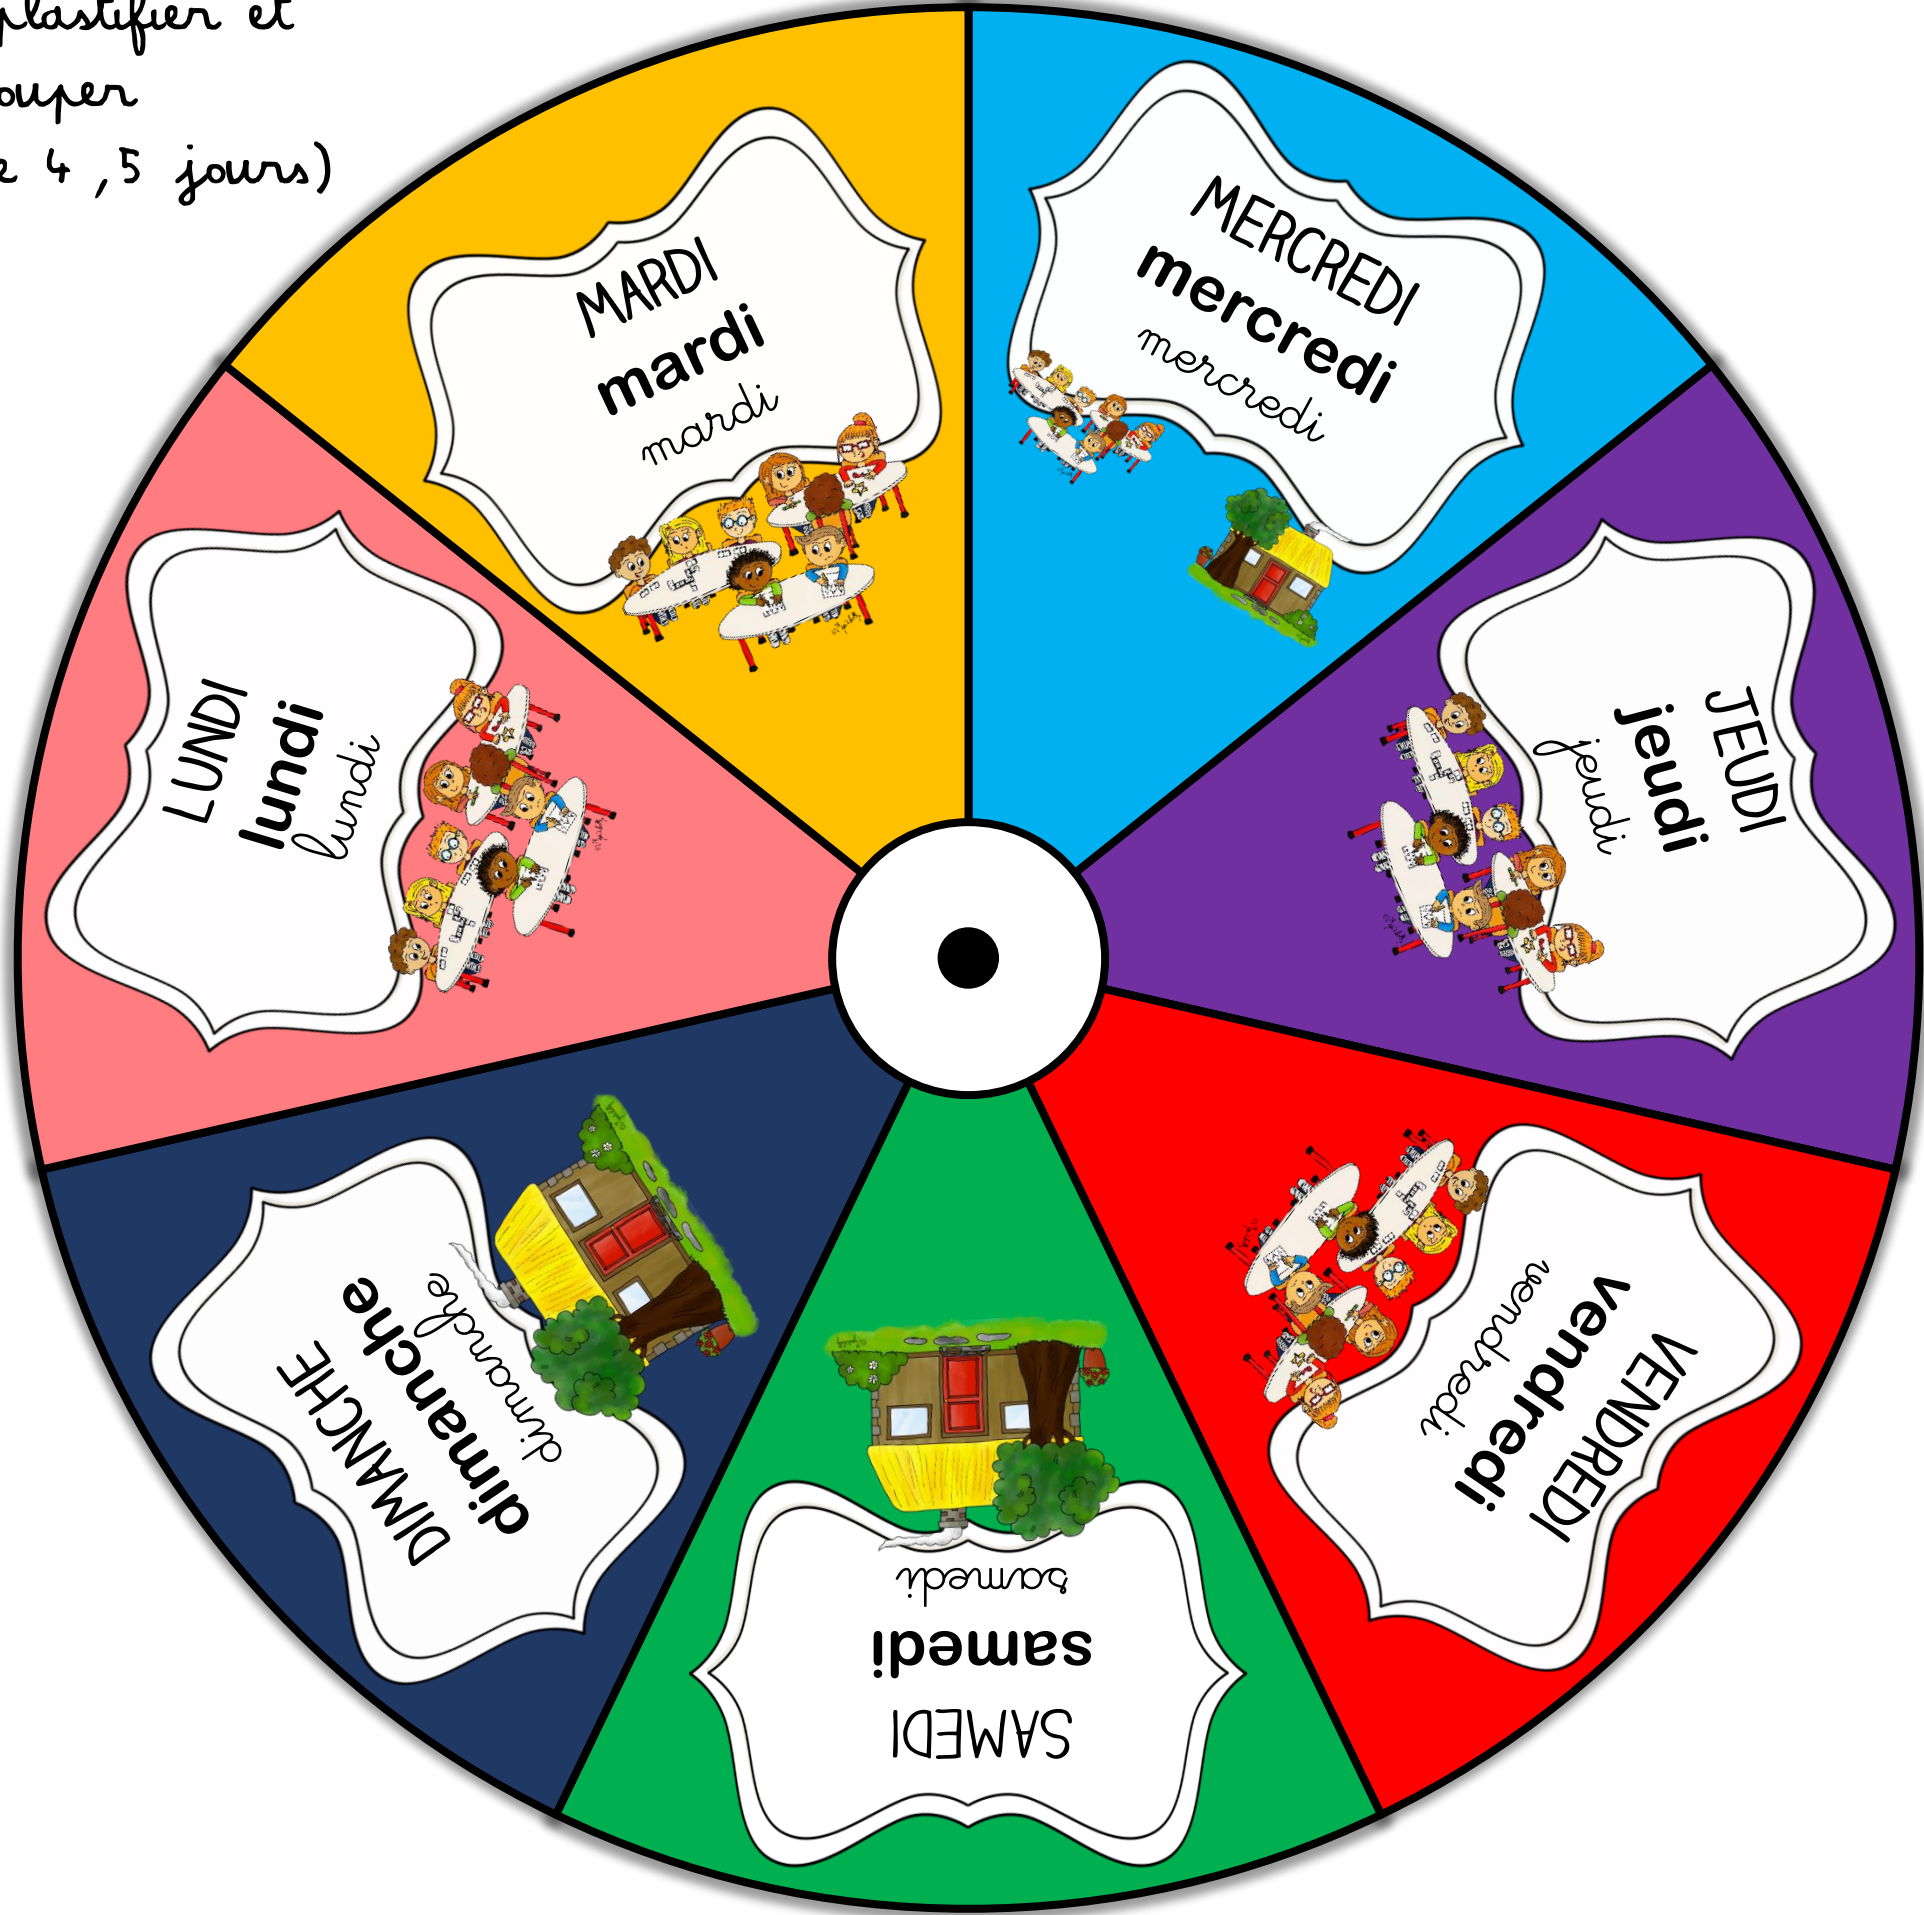 plastifier et
ouper
e 4,5 jours)
LUNDI
lundi
lundi
MARDI
mardi
mardi
MERCREDI
mercredi
mercredi
JEUDI
jeudi
jeudi
VENDREDI
vendredi
vendredi
SAMEDI
samedi
samedi
DIMANCHE
dimanche
dimanche